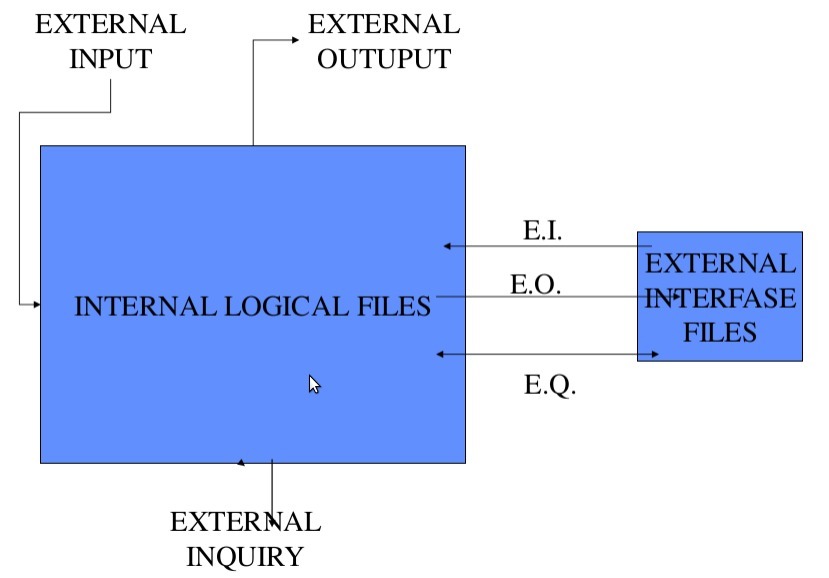 EXTERNAL
INPUT
EXTERNAL
OUTUPUT
E.I.
E.O.
E.Q.
INTERNAL LOGICAL FILES
EXTERNAL
INTERFASE
FILES
EXTERNAL
INQUIRY